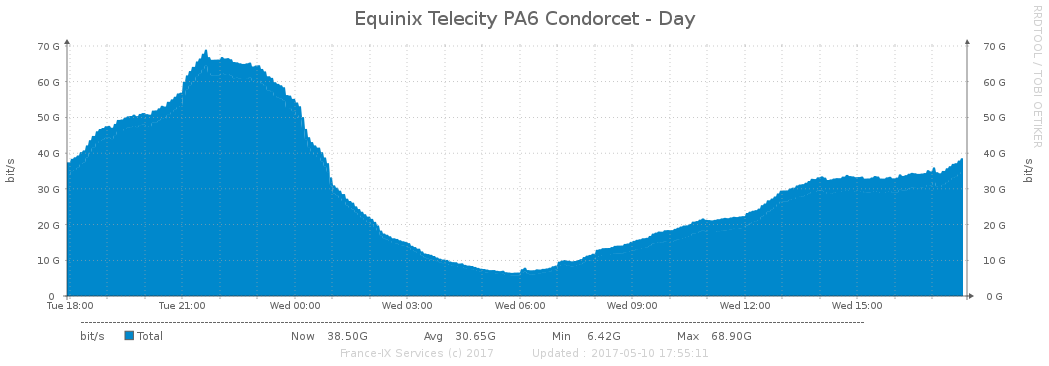 Equinix Telecity PA6 Condorcet - Day
RRDTOOL / TOBI OETIKER
70 G 70 G
60 G 60 G
50 G 50 G
40 G 40 G
bit/s bit/s
30 G 30 G
20 G 20 G
10 G 10 G
0 0 G
Tue 18:00 Tue 21:00 Wed 00:00 Wed 03:00 Wed 06:00 Wed 09:00 Wed 12:00 Wed 15:00
bit/s Total Now 38.50G Avg 30.65G Min 6.42G Max 68.90G
France-IX Services (c) 2017 Updated : 2017-05-10 17:55:11